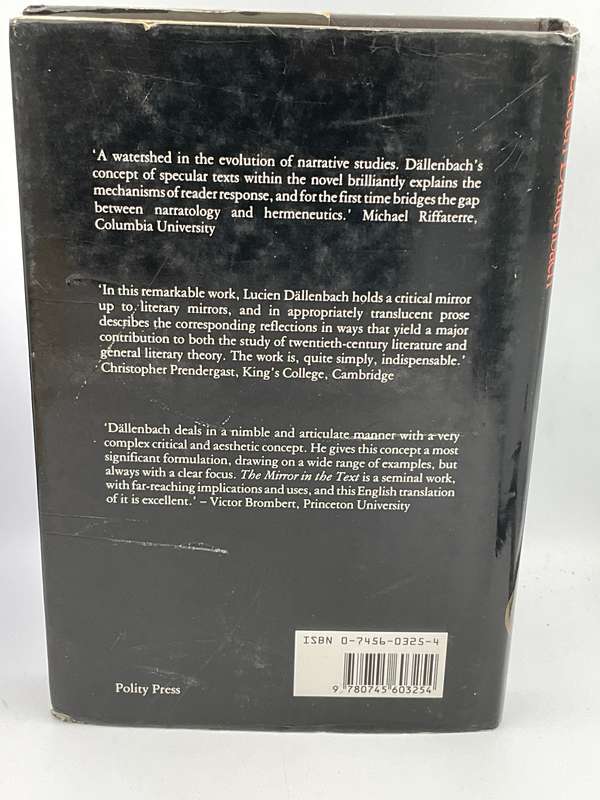 'A watershed in the evolution of narrative studies. Dällenbach's
concept of specular texts within the novel brilliantly explains the
mechanisms of reader response, and for the first time bridges the gap
between narratology and hermeneutics.' Michael Riffaterre,
Columbia University
'In this remarkable work, Lucien Dällenbach holds a critical mirror
up to literary mirrors, and in appropriately translucent prose
describes the corresponding reflections in ways that yield a major
contribution to both the study of twentieth-century literature and
general literary theory. The work is, quite simply, indispensable.'
Christopher Prendergast, King's College, Cambridge
'Dällenbach deals in a nimble and articulate manner with a very
complex critical and aesthetic concept. He gives this concept a most
significant formulation, drawing on a wide range of examples, but
always with a clear focus. The Mirror in the Text is a seminal work,
with far-reaching implications and uses, and this English translation
of it is excellent.' – Victor Brombert, Princeton University
ISBN 0-7456-0325-4
9 780745 603254
Polity Press
Lucien Dällenbach